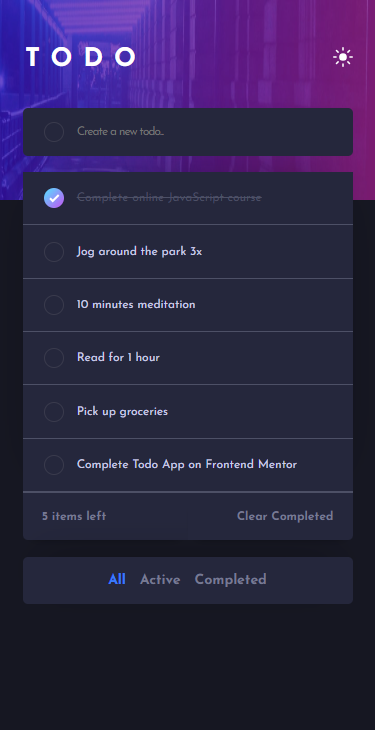 TODO
Create a new todo..
Complete online JavaScript course
Jog around the park 3x
10 minutes meditation
Read for 1 hour
Pick up groceries
Complete Todo App on Frontend Mentor
5 items left Clear Completed
All Active Completed